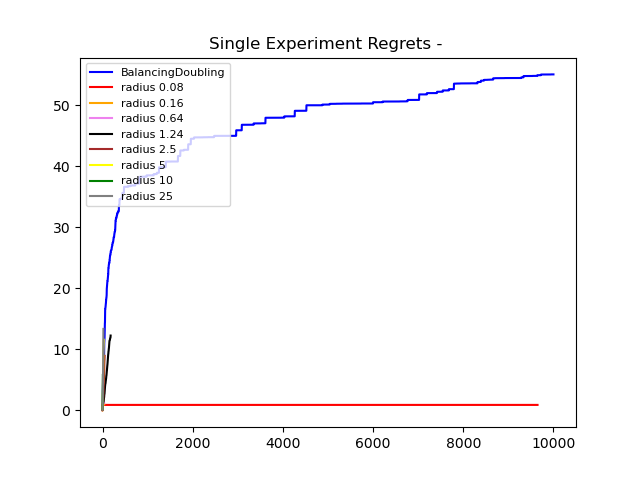 Single Experiment Regrets -
BalancingDoubling
radius 0.08
radius 0.16
radius 0.64
radius 1.24
radius 2.5
radius 5
radius 10
radius 25
50
40
30
20
10
0
0 2000 4000 6000 8000 10000